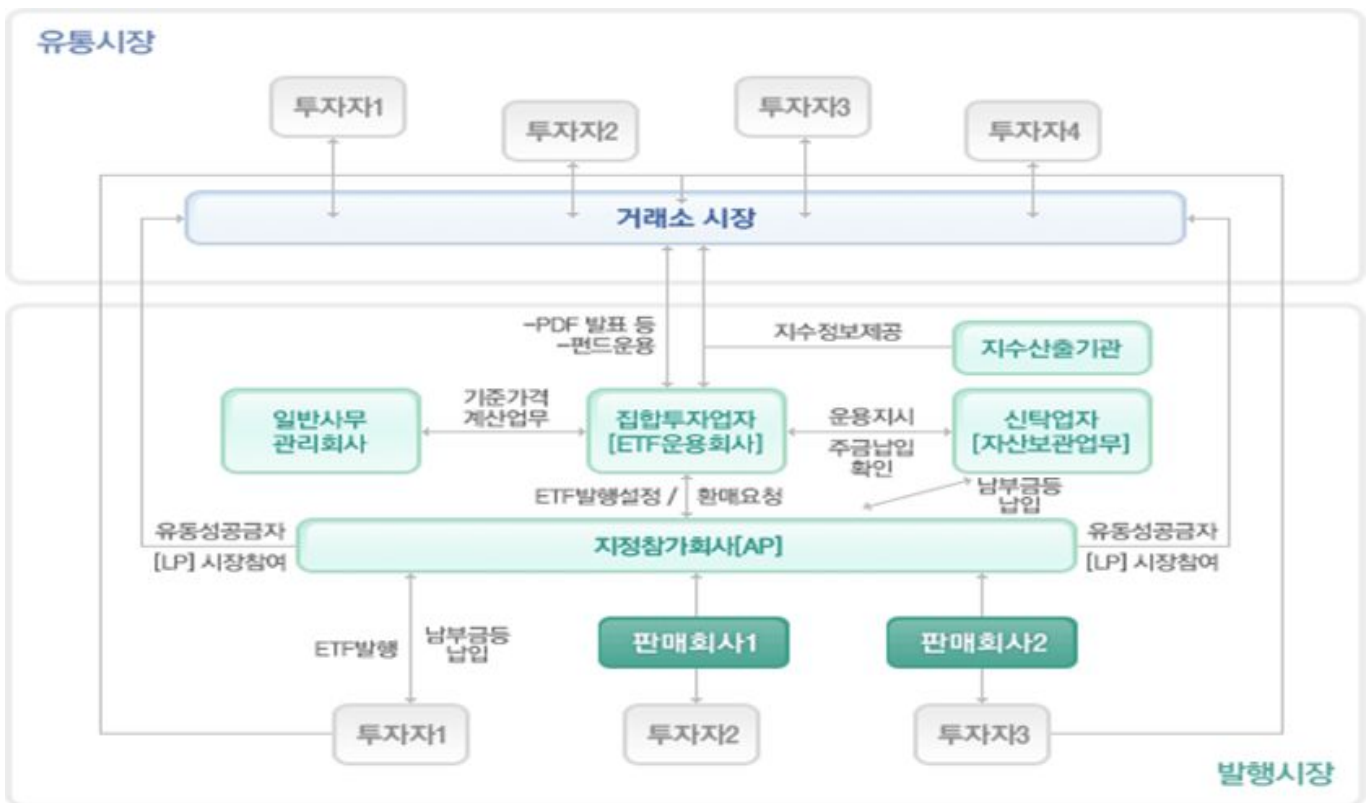 유통시장
투자자1
투자자2
투자자3
투자자4
거래소 시장
-PDF 발표 등
-펀드운용
지수정보제공
지수산출기관
일반사무
관리회사
기준가격
계산업무
집합투자업자
[ETF운용회사]
운용지시
주금납입
확인
신탁업자
[자산보관업무]
ETF발행설정 / 환매요청
남부금등
납입
유동성공급자
[LP] 시장참여
지정참가회사[AP]
유동성공급자
[LP] 시장참여
ETF발행
남부금등
납입
판매회사1
판매회사2
투자자1
투자자2
투자자3
발행시장